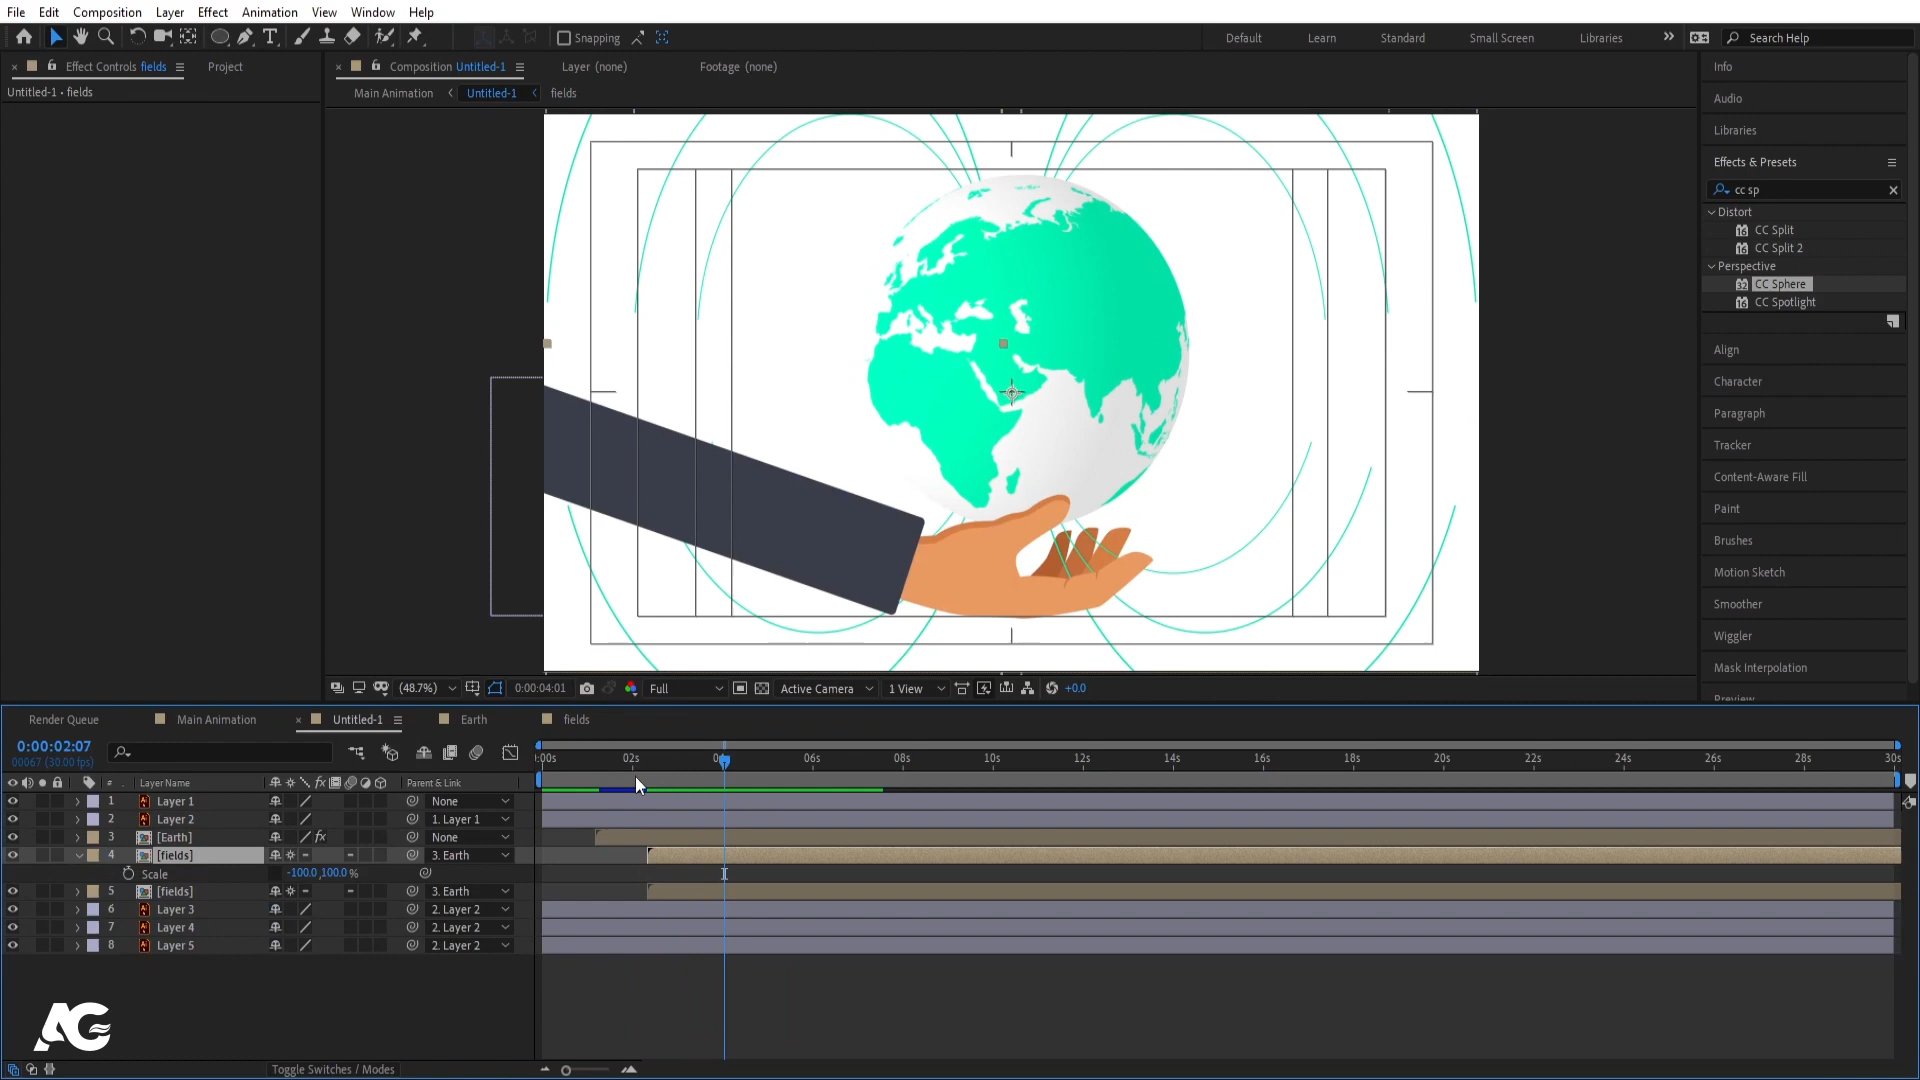 File Edit Composition Layer Effect Animation View Window Help
Snapping Default Learn Standard Small Screen Libraries Search Help
Effect Controls fields Project
Untitled-1 • fields
Composition Untitled-1 Layer (none) Footage (none)
Main Animation Untitled-1 fields
Info
Audio
Libraries
Effects & Presets
cc sp
Distort
CC Split
CC Split 2
Perspective
CC Sphere
CC Spotlight
Align
Character
Paragraph
Tracker
Content-Aware Fill
Paint
Brushes
Motion Sketch
Smoother
Wiggler
Mask Interpolation
Preview
(48.7%) 0:00:04:01 Full Active Camera 1 View +0.0
Render Queue Main Animation Untitled-1 Earth fields
0:00:02:07
00067 (30.00 fps)
:00s 02s 06s 08s 10s 12s 14s 16s 18s 20s 22s 24s 26s 28s 30s
# Layer Name fx Parent & Link
1 Layer 1 None
2 Layer 2 1. Layer 1
3 [Earth] fx None
4 [fields] 3. Earth
Scale -100.0,100.0 %
5 [fields] 3. Earth
6 Layer 3 2. Layer 2
7 Layer 4 2. Layer 2
8 Layer 5 2. Layer 2
AG
Toggle Switches / Modes